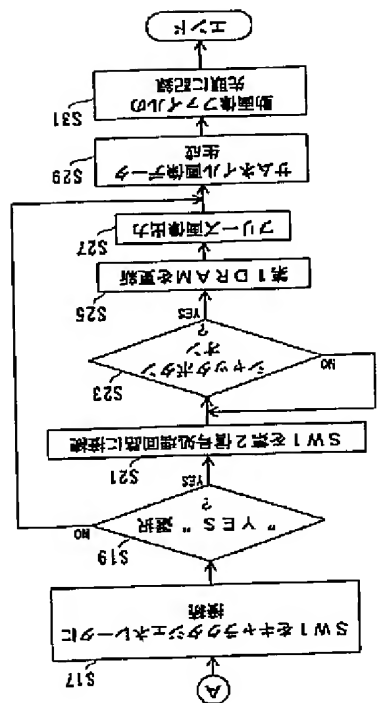 A
S17
SW1をキャラクタジェネレータに
接続
S19
"YES"選択
?
NO
YES
S21
SW1を第2信号処理回路に接続
S23
シャッタボタン
オン
?
NO
YES
S25
第1DRAMを更新
S27
フリーズ画像出力
S29
サムネイル画像データ
生成
S31
動画像ファイルの
先頭に記録
エンド